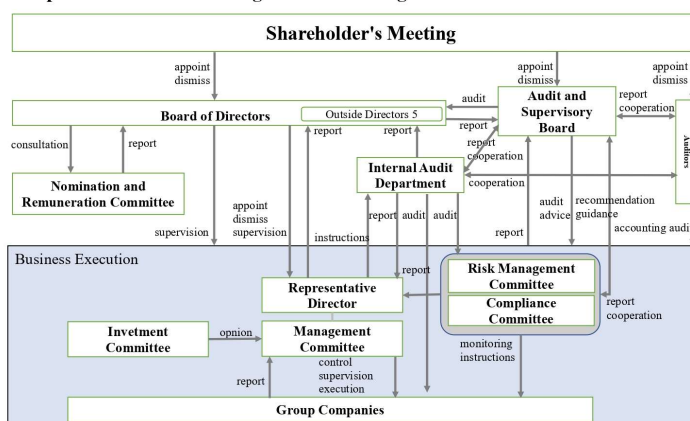 Shareholder's Meeting
appoint
dismiss
appoint
dismiss
appoint
dismiss
Board of Directors
Outside Directors 5
audit
report
Audit and
Supervisory
Board
report
cooperation
Auditors
consultation
report
report
report
report
cooperation
Nomination and
Remuneration Committee
Internal Audit
Department
cooperation
supervision
appoint
dismiss
supervision
instructions
report
audit
audit
report
audit
advice
recommendation
guidance
accounting audit
Business Execution
report
Risk Management
Committee
Compliance
Committee
Representative
Director
report
cooperation
Invetment
Committee
opnion
Management
Committee
monitoring
instructions
control
supervision
execution
report
Group Companies